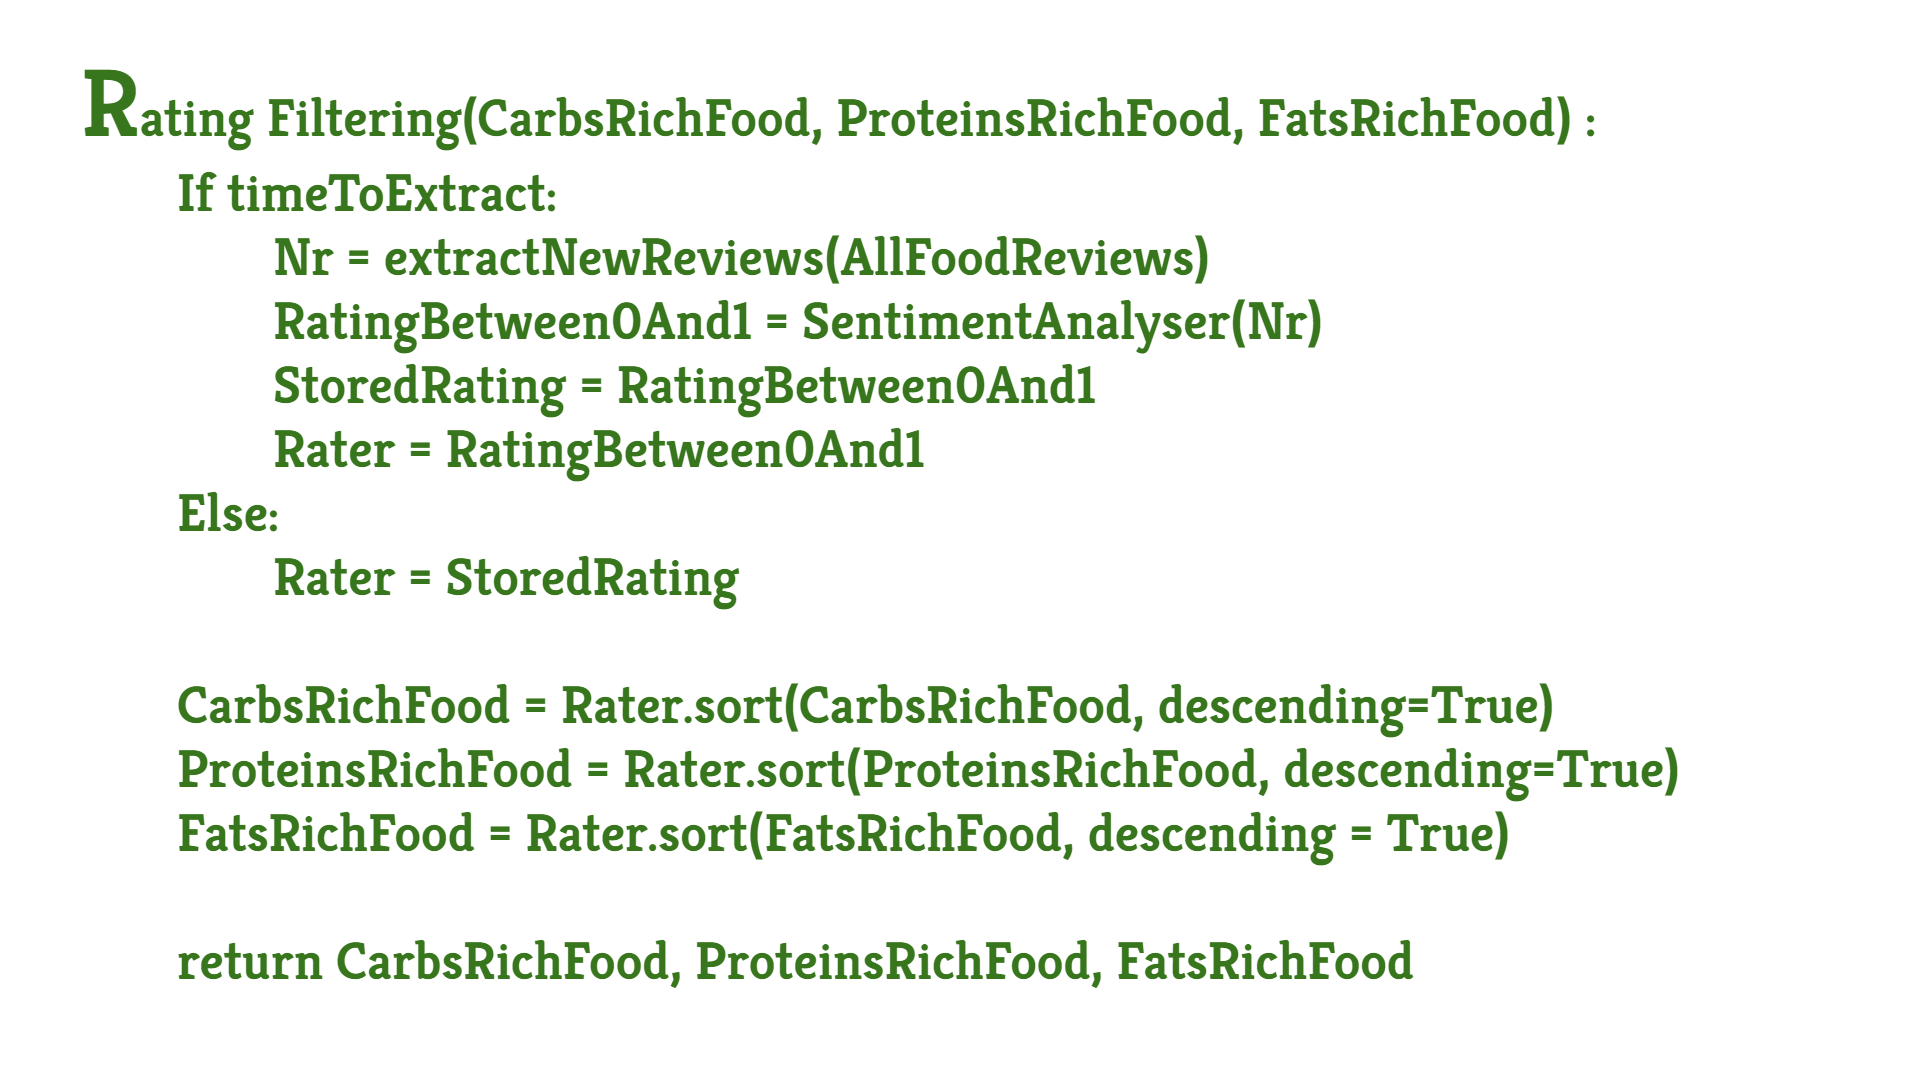 Rating Filtering(CarbsRichFood, ProteinsRichFood, FatsRichFood) :
If timeToExtract:
Nr = extractNewReviews(AllFoodReviews)
RatingBetween0And1 = SentimentAnalyser(Nr)
StoredRating = RatingBetween0And1
Rater = RatingBetween0And1
Else:
Rater = StoredRating
CarbsRichFood = Rater.sort(CarbsRichFood, descending=True)
ProteinsRichFood = Rater.sort(ProteinsRichFood, descending=True)
FatsRichFood = Rater.sort(FatsRichFood, descending = True)
return CarbsRichFood, ProteinsRichFood, FatsRichFood